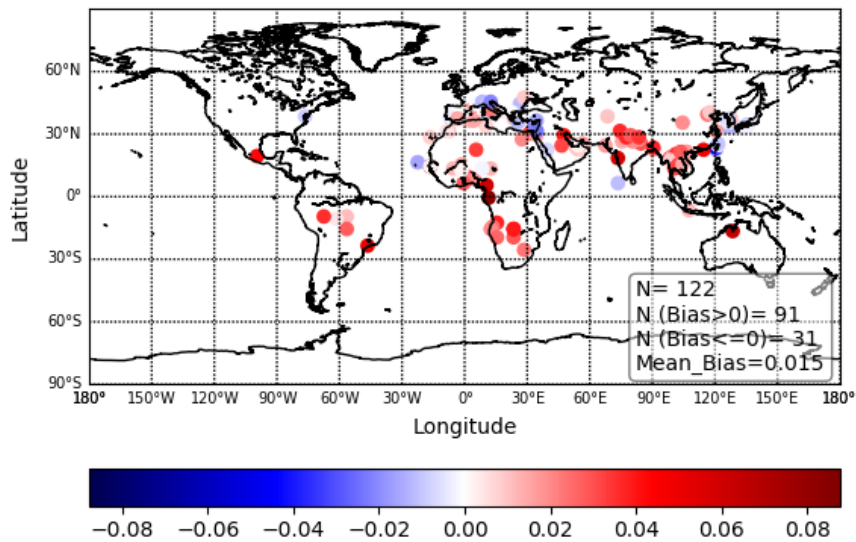 60°N
30°N
0°
30°S
60°S
90°S
Latitude
N= 122
N (Bias>0)= 91
N (Bias<=0)= 31
Mean_Bias=0.015
180° 150°W 120°W 90°W 60°W 30°W 0° 30°E 60°E 90°E 120°E 150°E 180°
Longitude
−0.08 −0.06 −0.04 −0.02 0.00 0.02 0.04 0.06 0.08